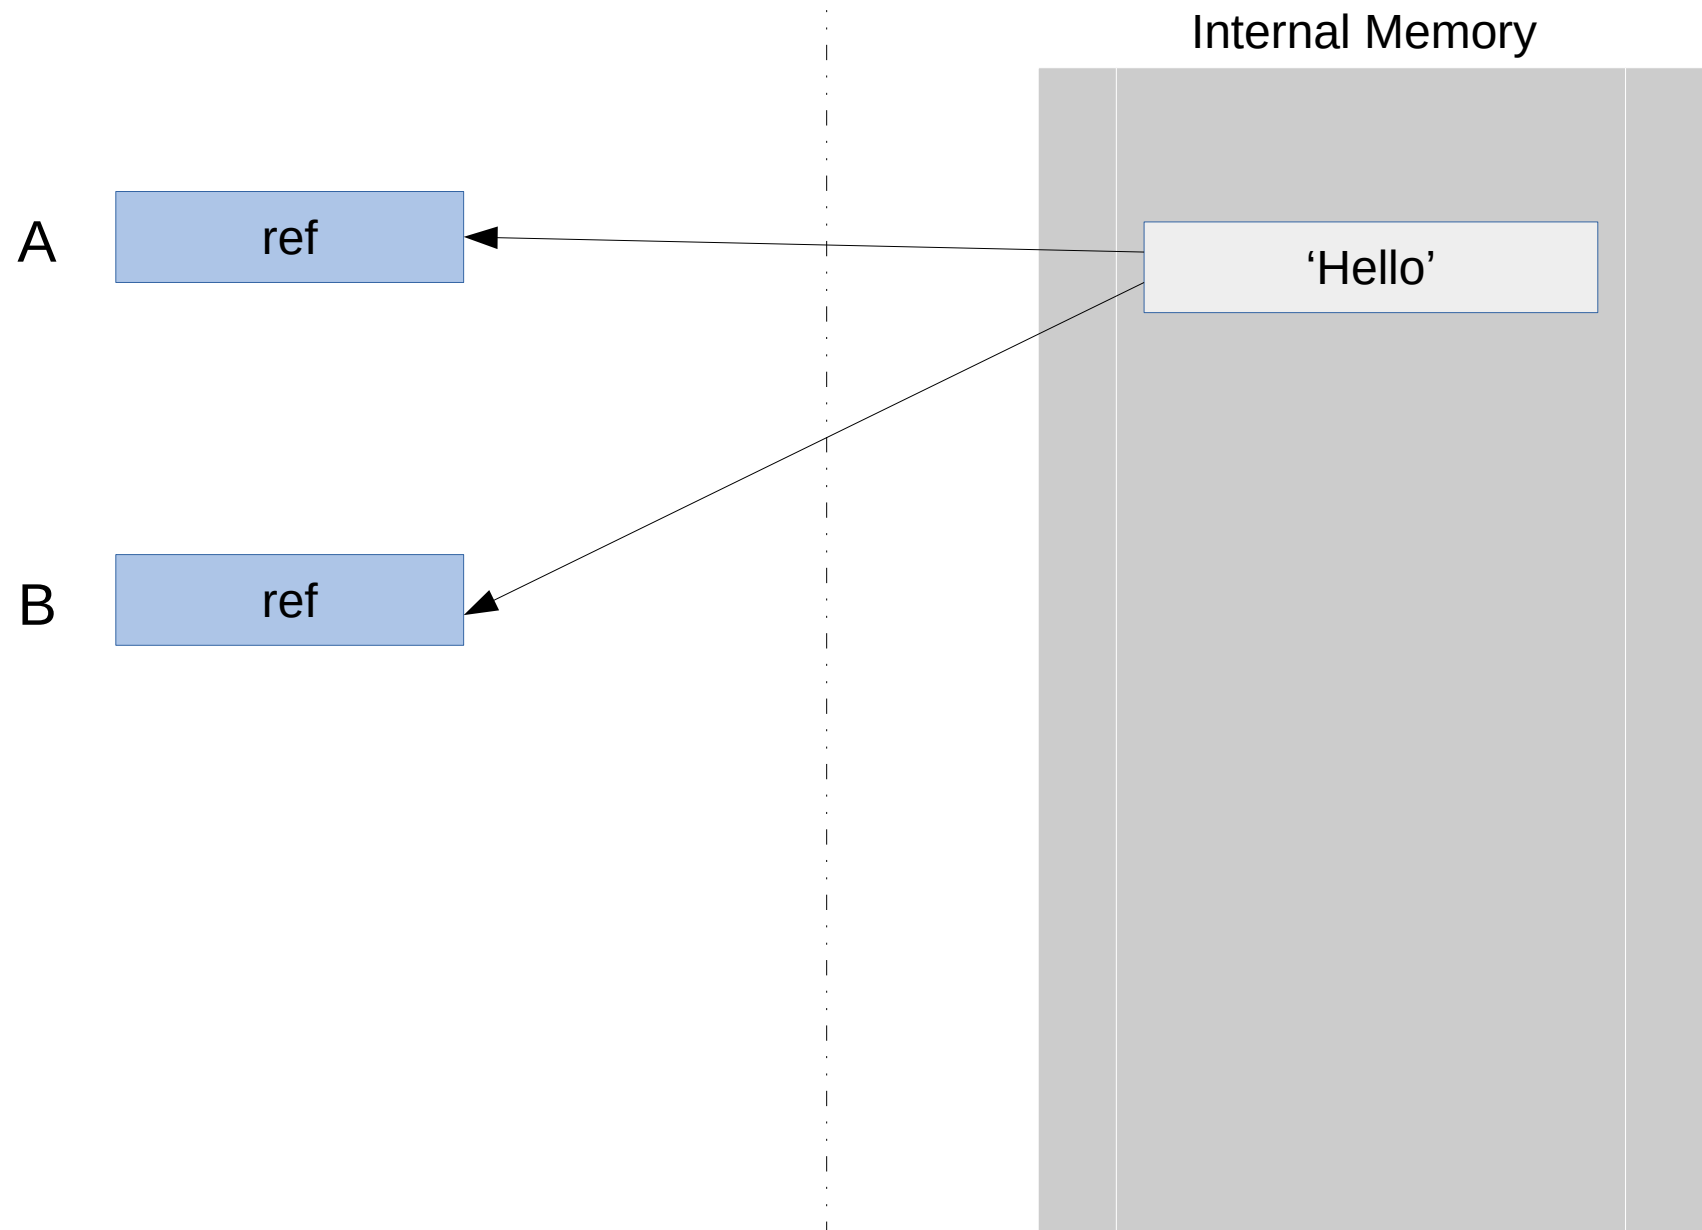 Internal Memory
A
ref
‘Hello’
B
ref